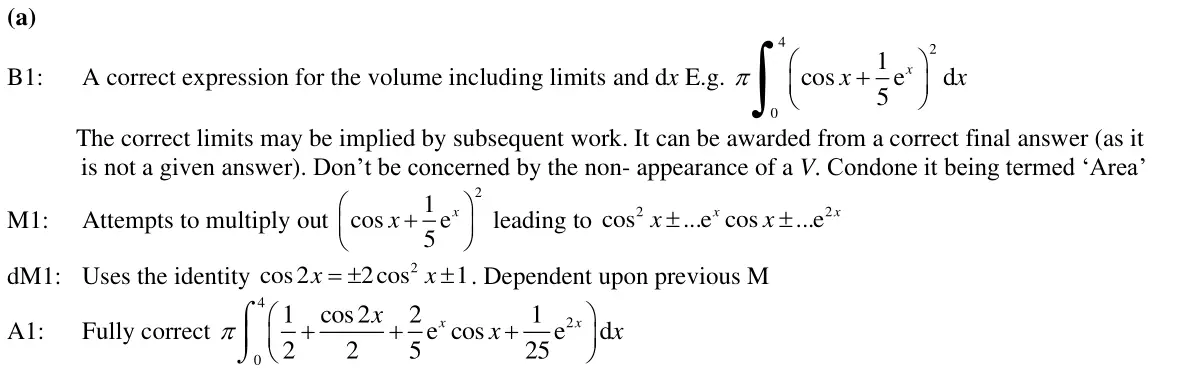 (a)
B1: A correct expression for the volume including limits and dx E.g. π∫₀⁴(cos x + 1/5 eˣ)² dx
The correct limits may be implied by subsequent work. It can be awarded from a correct final answer (as it
is not a given answer). Don’t be concerned by the non- appearance of a V. Condone it being termed ‘Area’
M1: Attempts to multiply out (cos x + 1/5 eˣ)² leading to cos² x ± ...eˣ cos x ± ...e²ˣ
dM1: Uses the identity cos 2x = ±2cos² x ±1. Dependent upon previous M
A1: Fully correct π∫₀⁴(1/2 + cos 2x/2 + 2/5 eˣ cos x + 1/25 e²ˣ)dx